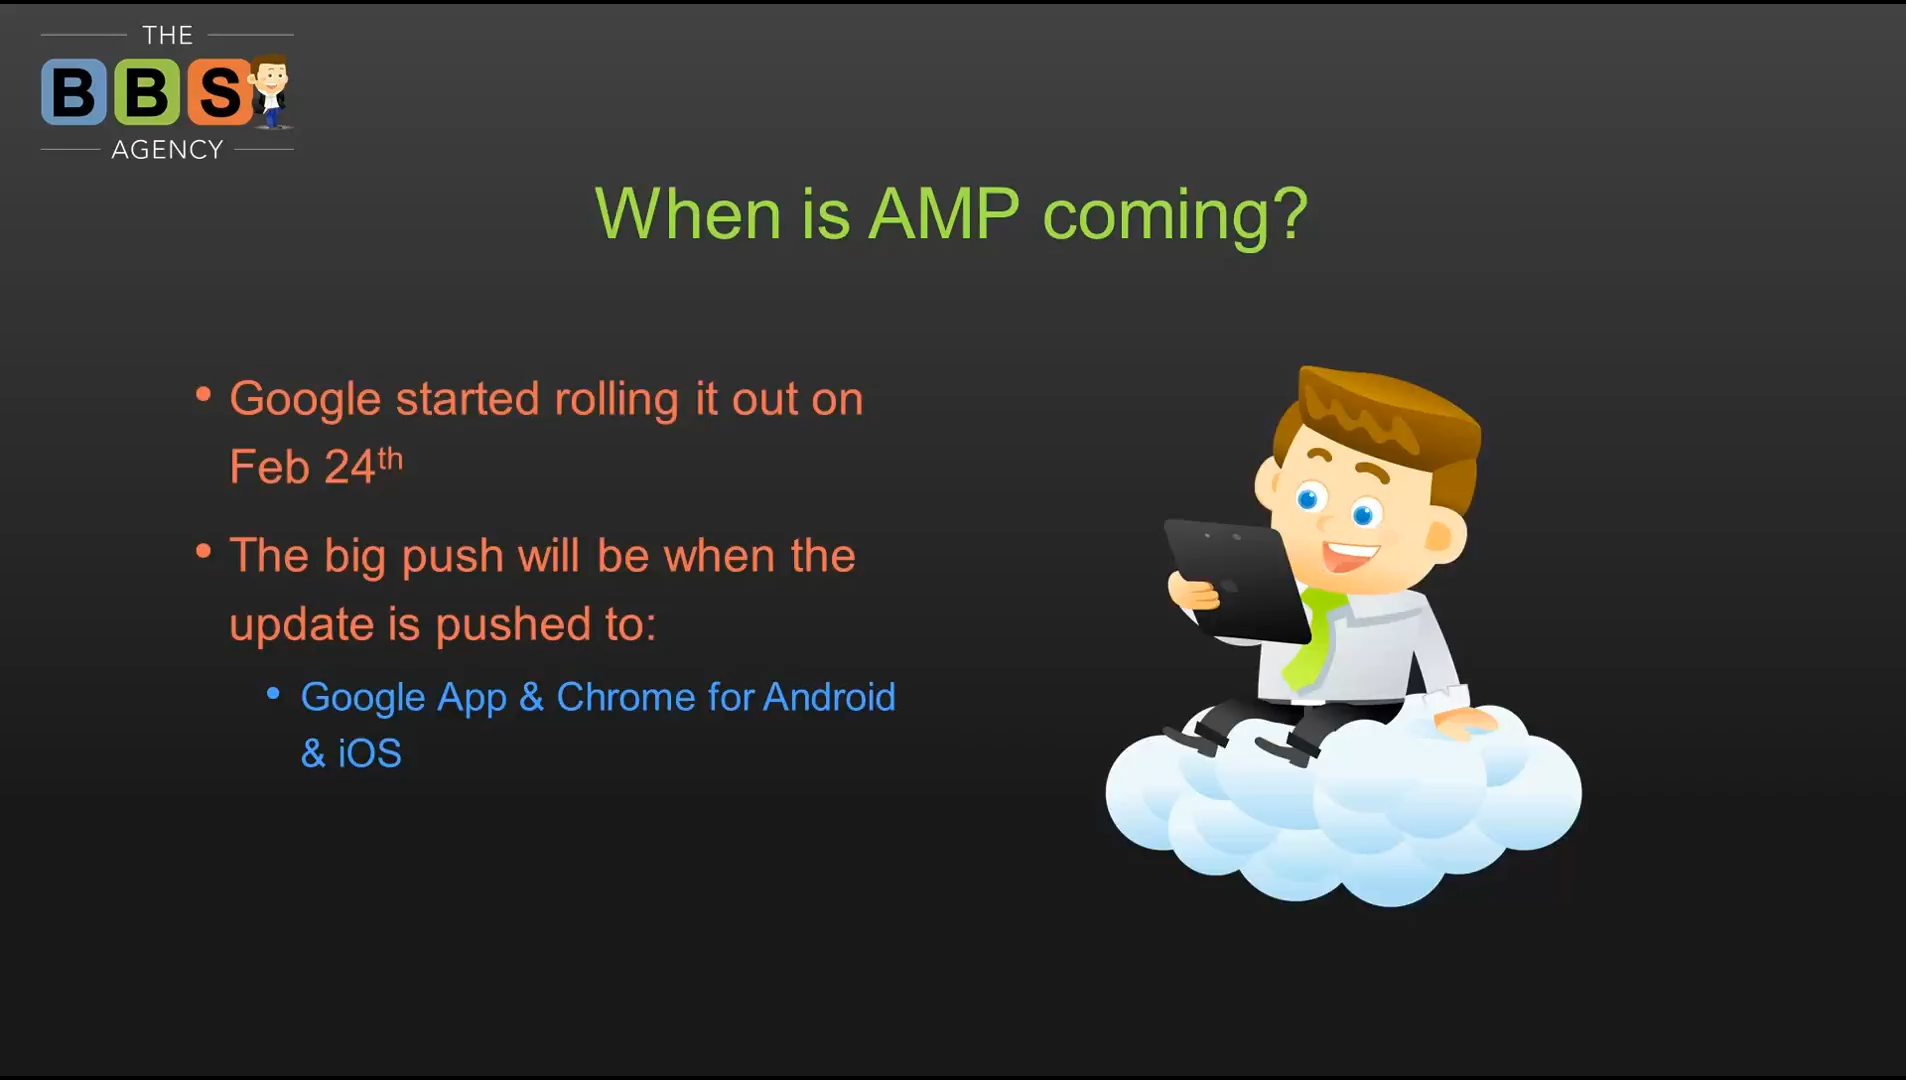 THE
BBS
AGENCY
When is AMP coming?
• Google started rolling it out on
Feb 24th
• The big push will be when the
update is pushed to:
• Google App & Chrome for Android
& iOS